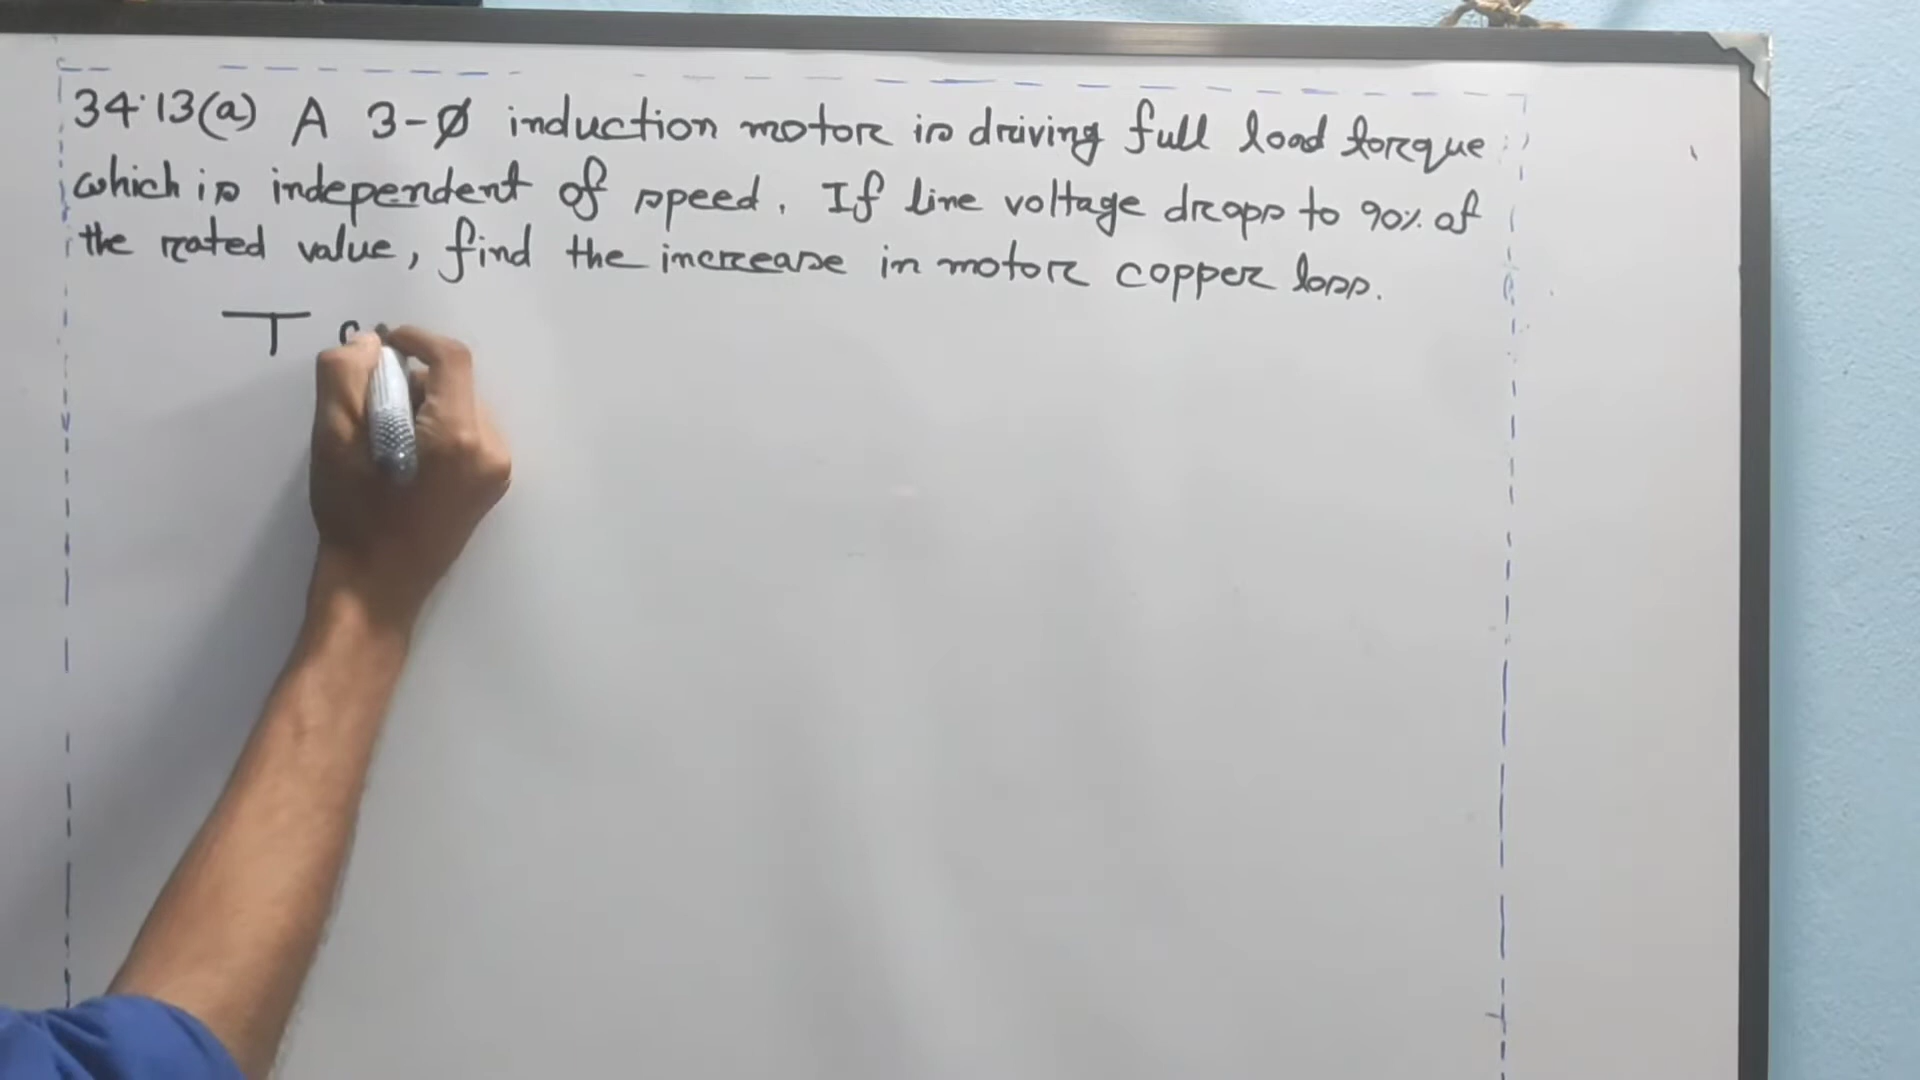 34.13(a) A 3-Ø induction motor is driving full load torque
which is independent of speed. If line voltage drops to 90% of
the rated value, find the increase in motor copper loss.
T